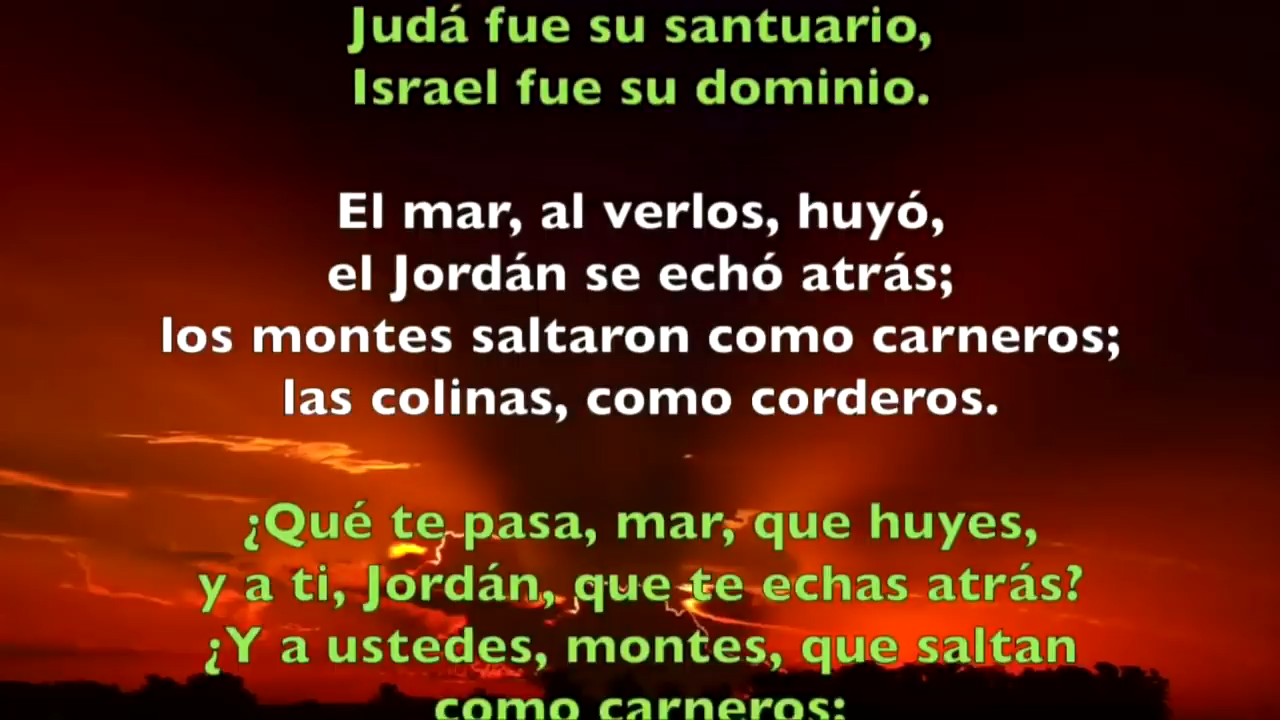 Judá fue su santuario,
Israel fue su dominio.
El mar, al verlos, huyó,
el Jordán se echó atrás;
los montes saltaron como carneros;
las colinas, como corderos.
¿Qué te pasa, mar, que huyes,
y a ti, Jordán, que te echas atrás?
¿Y a ustedes, montes, que saltan
como carneros;